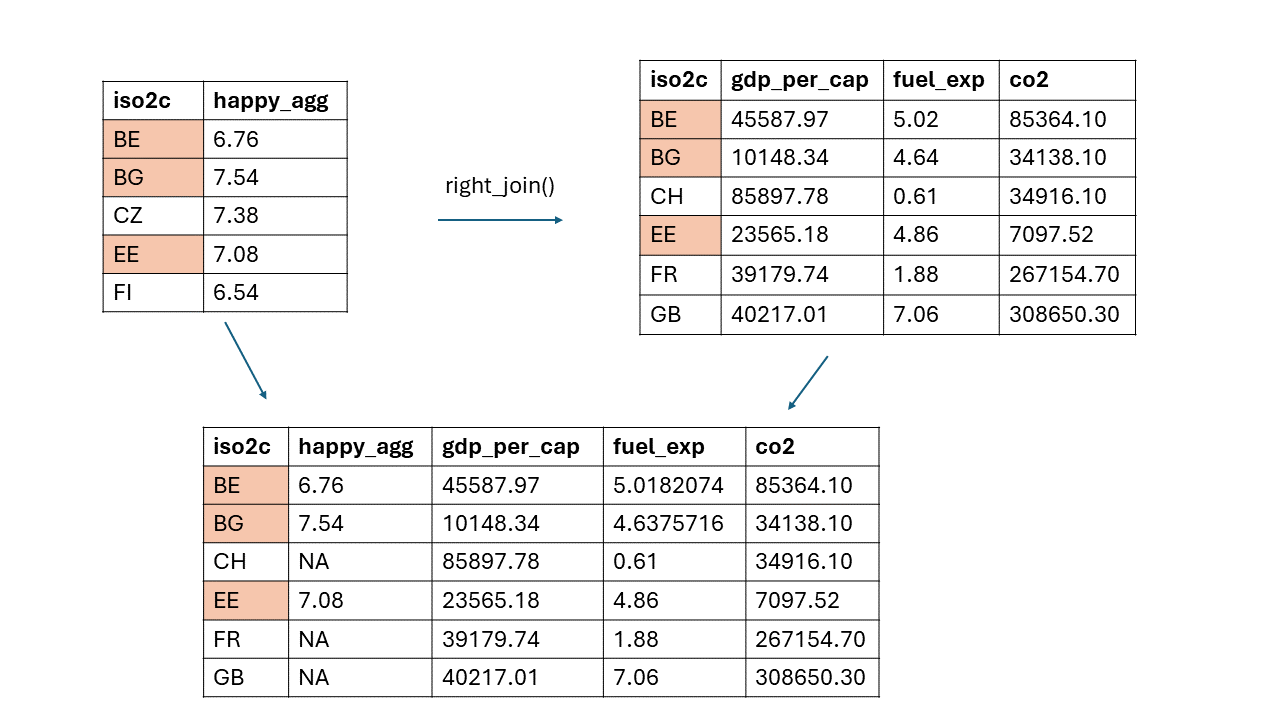 iso2c happy_agg
BE 6.76
BG 7.54
CZ 7.38
EE 7.08
FI 6.54
right_join()
iso2c gdp_per_cap fuel_exp co2
BE 45587.97 5.02 85364.10
BG 10148.34 4.64 34138.10
CH 85897.78 0.61 34916.10
EE 23565.18 4.86 7097.52
FR 39179.74 1.88 267154.70
GB 40217.01 7.06 308650.30
iso2c happy_agg gdp_per_cap fuel_exp co2
BE 6.76 45587.97 5.0182074 85364.10
BG 7.54 10148.34 4.6375716 34138.10
CH NA 85897.78 0.61 34916.10
EE 7.08 23565.18 4.86 7097.52
FR NA 39179.74 1.88 267154.70
GB NA 40217.01 7.06 308650.30